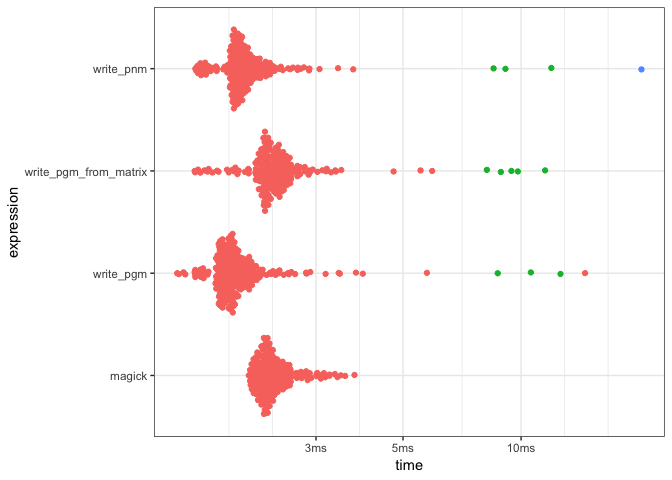 write_pnm
write_pgm_from_matrix
write_pgm
magick
expression
3ms
5ms
10ms
time